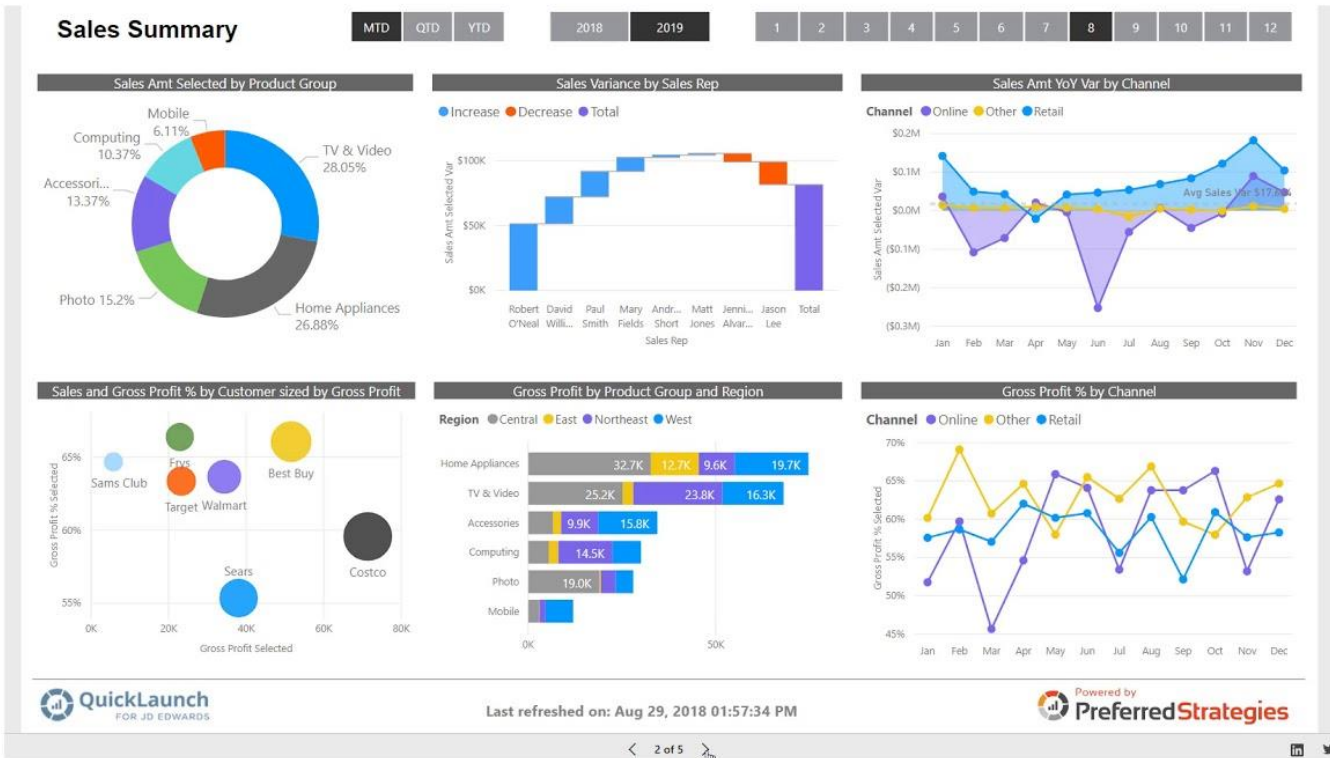 Sales Summary
MTD QTD YTD
2018 2019
1 2 3 4 5 6 7 8 9 10 11 12
Sales Amt Selected by Product Group
Mobile
6.11%
Computing
10.37%
Accessori...
13.37%
Photo 15.2%
TV & Video
28.05%
Home Appliances
26.88%
Sales Variance by Sales Rep
Increase Decrease Total
Sales Amt Selected Var
$100K
$50K
$0K
Robert David Paul Mary Andr... Matt Jenni... Jason Total
O'Neal Willi... Smith Fields Short Jones Alvar... Lee
Sales Rep
Sales Amt YoY Var by Channel
Channel Online Other Retail
Sales Amt Selected Var
$0.2M
$0.1M
Avg Sales Var
$0.0M
($0.1M)
($0.2M)
($0.3M)
Jan Feb Mar Apr May Jun Jul Aug Sep Oct Nov Dec
Sales and Gross Profit % by Customer sized by Gross Profit
Gross Profit % Selected
65%
60%
55%
Sams Club
Frys
Target Walmart
Best Buy
Sears
Costco
0K 20K 40K 60K 80K
Gross Profit Selected
Gross Profit by Product Group and Region
Region Central East Northeast West
Home Appliances 32.7K 12.7K 9.6K 19.7K
TV & Video 25.2K 23.8K 16.3K
Accessories 9.9K 15.8K
Computing 14.5K
Photo 19.0K
Mobile
0K 50K
Gross Profit % by Channel
Channel Online Other Retail
Gross Profit % Selected
70%
65%
60%
55%
50%
45%
Jan Feb Mar Apr May Jun Jul Aug Sep Oct Nov Dec
QuickLaunch
FOR JD EDWARDS
Last refreshed on: Aug 29, 2018 01:57:34 PM
Powered by
PreferredStrategies
2 of 5
in